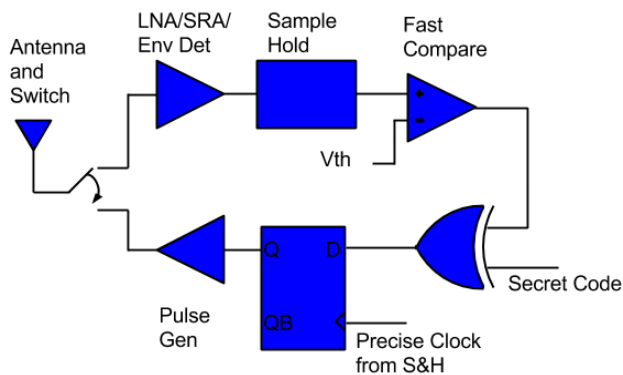 Antenna
and
Switch
LNA/SRA/
Env Det
Sample
Hold
Fast
Compare
+
-
Vth
Secret Code
Q
D
QB
Pulse
Gen
Precise Clock
from S&H